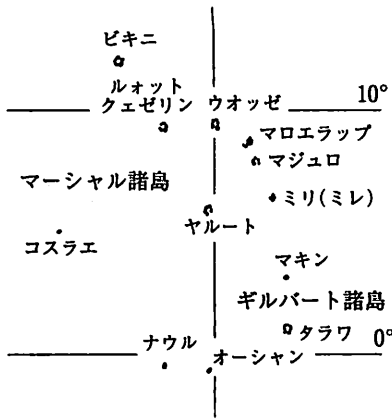 ビキニ
ルォット
クェゼリン
ウオッゼ
10°
マロエラップ
マジュロ
マーシャル諸島
ミリ(ミレ)
ヤルート
コスラエ
マキン
ギルバート諸島
タラワ
0°
ナウル
オーシャン